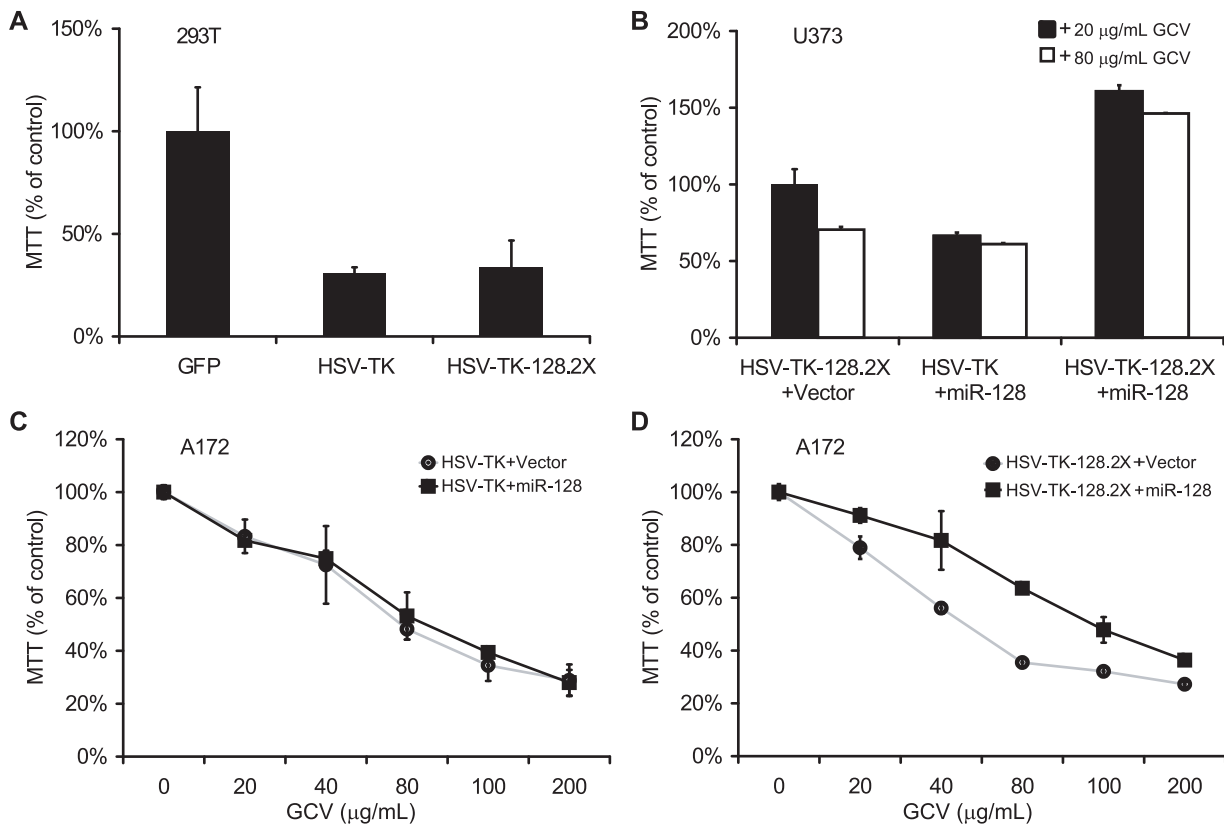 A
293T
150%
100%
50%
0%
MTT (% of control)
GFP
HSV-TK
HSV-TK-128.2X
B
U373
+ 20 μg/mL GCV
+ 80 μg/mL GCV
200%
150%
100%
50%
0%
MTT (% of control)
HSV-TK-128.2X
+Vector
HSV-TK
+miR-128
HSV-TK-128.2X
+miR-128
C
A172
HSV-TK+Vector
HSV-TK+miR-128
120%
100%
80%
60%
40%
20%
0%
MTT (% of control)
0
20
40
80
100
200
GCV (μg/mL)
D
A172
HSV-TK-128.2X +Vector
HSV-TK-128.2X +miR-128
120%
100%
80%
60%
40%
20%
0%
MTT (% of control)
0
20
40
80
100
200
GCV (μg/mL)